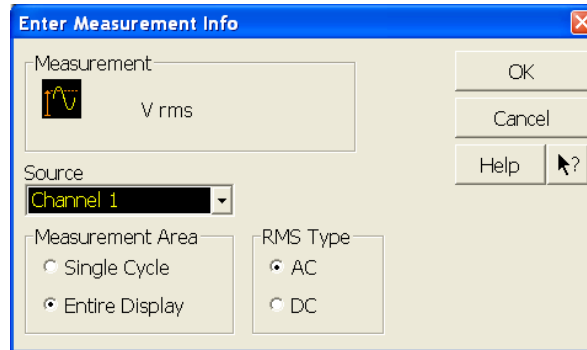 Enter Measurement Info
Measurement
V rms
OK
Cancel
Help
?
Source
Channel 1
Measurement Area
Single Cycle
Entire Display
RMS Type
AC
DC